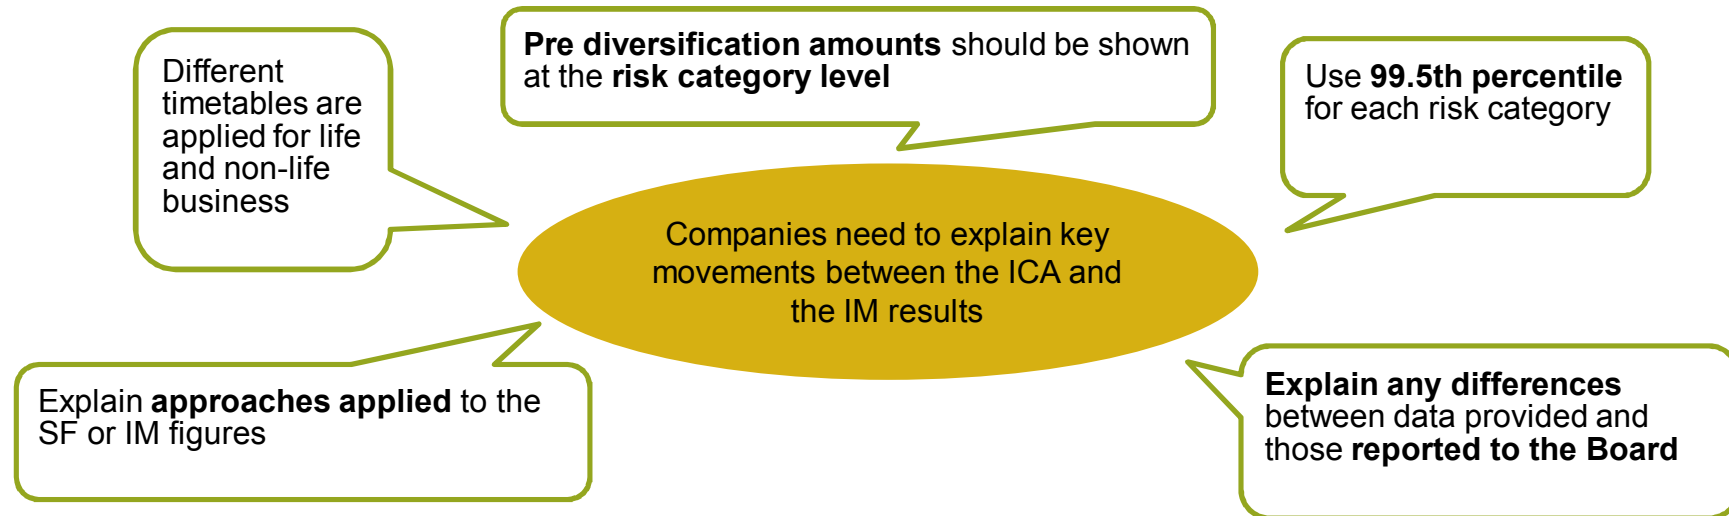 Different
timetables are
applied for life
and non-life
business
Pre diversification amounts should be shown
at the risk category level
Use 99.5th percentile
for each risk category
Companies need to explain key
movements between the ICA and
the IM results
Explain approaches applied to the
SF or IM figures
Explain any differences
between data provided and
those reported to the Board